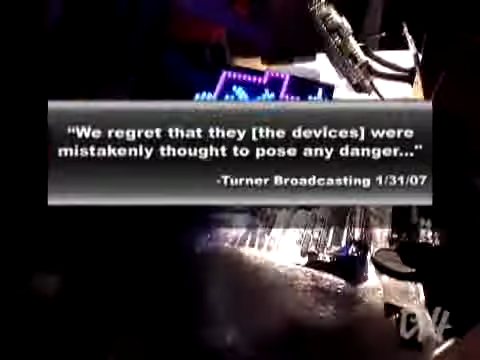 “We regret that they [the devices] were
mistakenly thought to pose any danger...”
-Turner Broadcasting 1/31/07